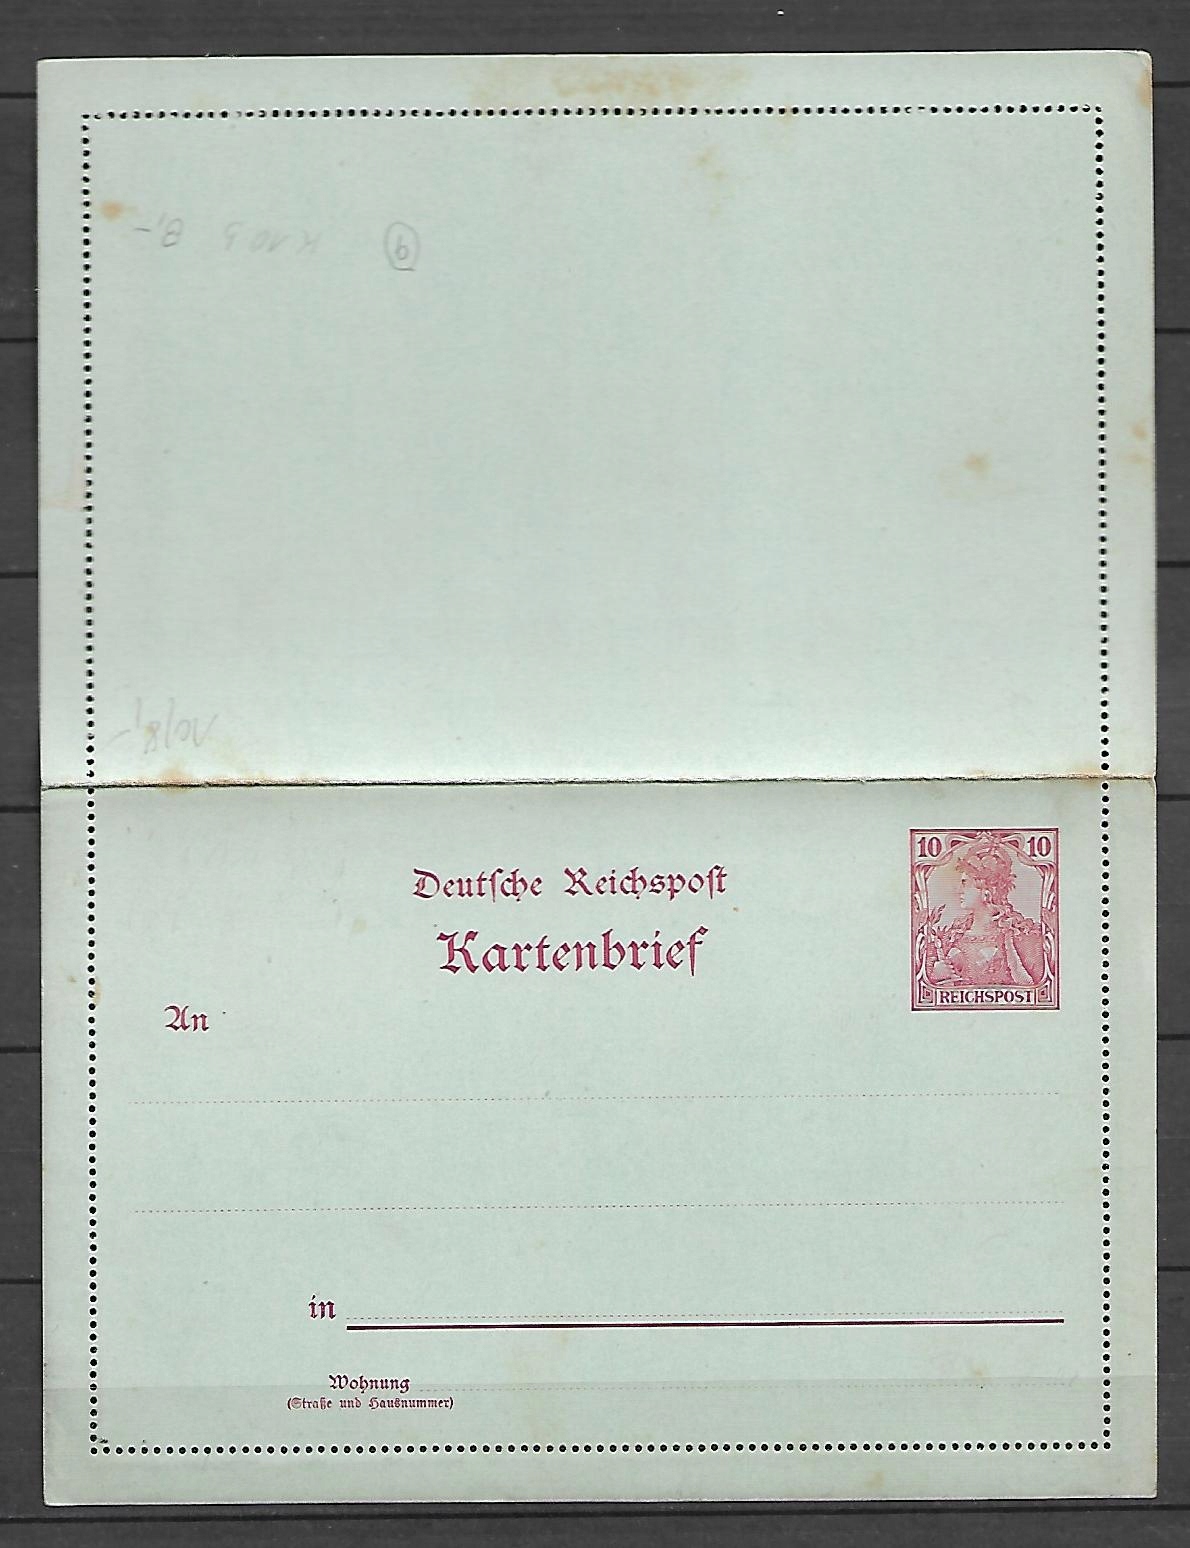 10 10
Deutſche Reichspoſt
Kartenbrief
REICHSPOST
An
in
Wohnung
(Straße und Hausnummer)